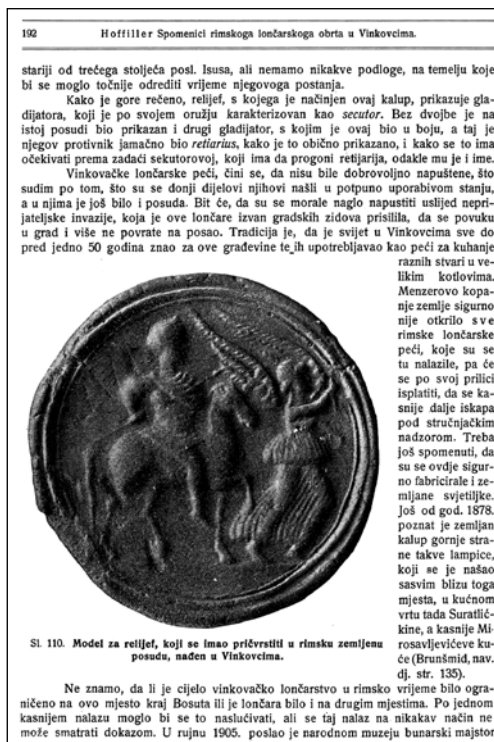 192
Hoffiller Spomenici rimskoga lončarskoga obrta u Vinkovcima.
stariji od trećega stoljeća posl. Isusa, ali nemamo nikakve podloge, na temelju koje
bi se moglo točnije odrediti vrijeme njegovoga postanja.
Kako je gore rečeno, relijef, s kojega je načinjen ovaj kalup, prikazuje gla-
dijatora, koji je po svojem oružju karakterizovan kao secutor. Bez dvojbe je na
istoj posudi bio prikazan i drugi gladijator, s kojim je ovaj bio u boju, a taj je
njegov protivnik jamačno bio retiarius, kako je to obično prikazano, i kako se to ima
očekivati prema zadaći sekutorovoj, koji ima da progoni retijarija, odakle mu je i ime.
Vinkovačke lončarske peći, čini se, da nisu bile dobrovoljno napuštene, što
sudim po tom, što su se donji dijelovi njihovi našli u potpuno uporabivom stanju,
a u njima je još bilo i posuda. Bit će, da su se morale naglo napustiti uslijed nepri-
jateljske invazije, koja je ove lončare izvan gradskih zidova prisilila, da se povuku
u grad i više ne povrate na posao. Tradicija je, da je svijet u Vinkovcima sve do
pred jedno 50 godina znao za ove građevine te ih upotrebljavao kao peći za kuhanje
raznih stvari u ve-
likim kotlovima.
Menzerovo kopa-
nje zemlje sigurno
nije otkrilo sve
rimske lončarske
peći, koje su se
tu nalazile, pa će
se po svoj prilici
isplatiti, da se ka-
snije dalje iskapa
pod stručnjačkim
nadzorom. Treba
još spomenuti, da
su se ovdje sigur-
no fabricirale i ze-
mljane svjetiljke.
Još od god. 1878.
poznat je zemljan
kalup gornje stra-
ne takve lampice,
koji se je našao
sasvim blizu toga
mjesta, u kućnom
vrtu tada Suratlić-
kine, a kasnije Mi-
rosavljevićeve ku-
će (Brunšmid, nav.
dj. str. 135).
Sl. 110. Model za relijef, koji se imao pričvrstiti u rimsku zemljenu
posudu, nađen u Vinkovcima.
Ne znamo, da li je cijelo vinkovačko lončarstvo u rimsko vrijeme bilo ogra-
ničeno na ovo mjesto kraj Bosuta ili je lončara bilo i na drugim mjestima. Po jednom
kasnijem nalazu moglo bi se to naslućivati, ali se taj nalaz na nikakav način ne
može smatrati dokazom. U rujnu 1905. poslao je narodnom muzeju bunarski majstor